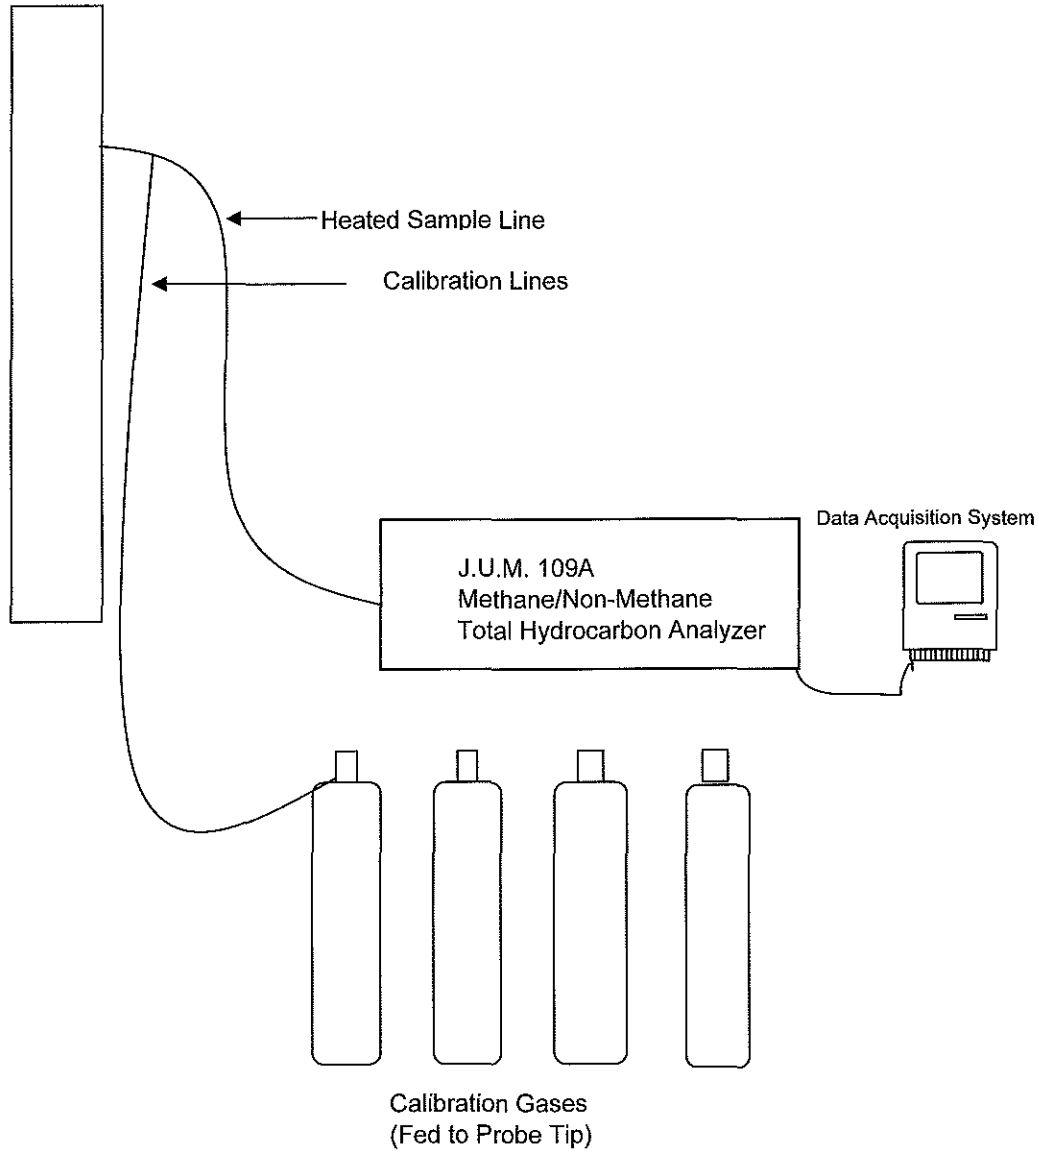 Heated Sample Line
Calibration Lines
Data Acquisition System
J.U.M. 109A
Methane/Non-Methane
Total Hydrocarbon Analyzer
Calibration Gases
(Fed to Probe Tip)